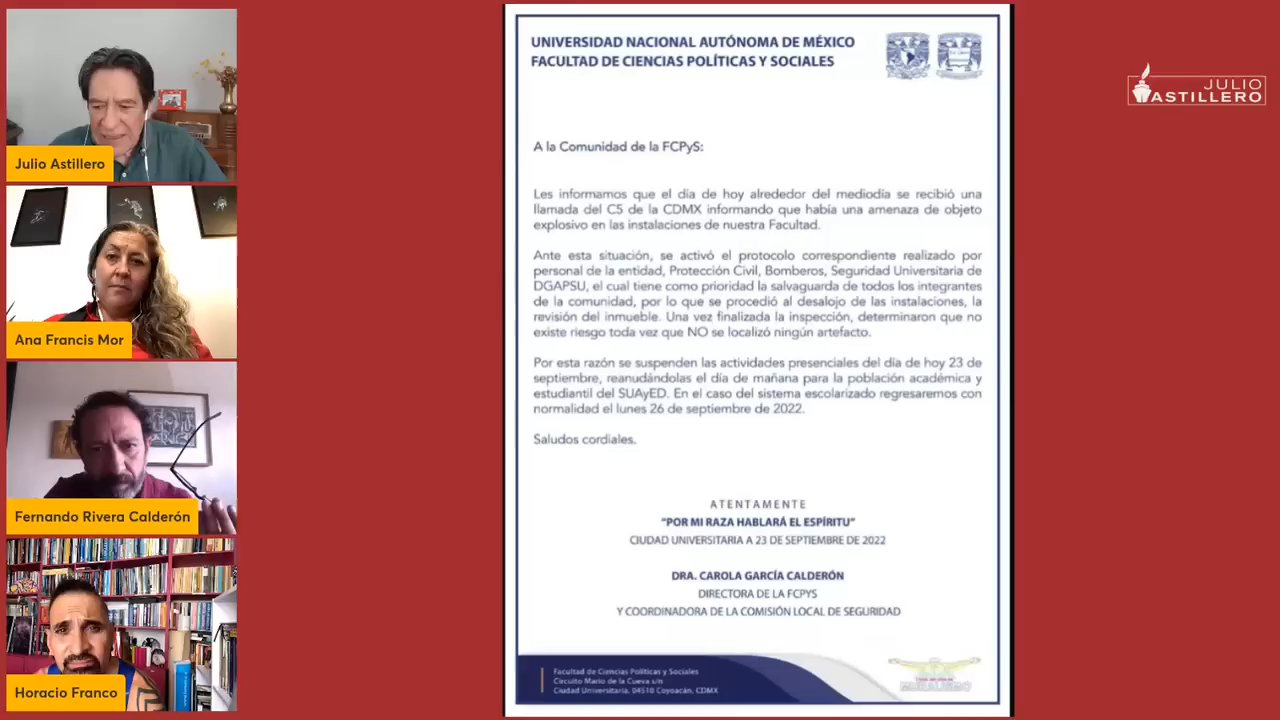 Julio Astillero
Ana Francis Mor
Fernando Rivera Calderón
Horacio Franco
UNIVERSIDAD NACIONAL AUTÓNOMA DE MÉXICO
FACULTAD DE CIENCIAS POLÍTICAS Y SOCIALES
A la Comunidad de la FCPyS:
Les informamos que el día de hoy alrededor del mediodía se recibió una
llamada del C5 de la CDMX informando que había una amenaza de objeto
explosivo en las instalaciones de nuestra Facultad.
Ante esta situación, se activó el protocolo correspondiente realizado por
personal de la entidad, Protección Civil, Bomberos, Seguridad Universitaria de
DGAPSU, el cual tiene como prioridad la salvaguarda de todos los integrantes
de la comunidad, por lo que se procedió al desalojo de las instalaciones, la
revisión del inmueble. Una vez finalizada la inspección, determinaron que no
existe riesgo toda vez que NO se localizó ningún artefacto.
Por esta razón se suspenden las actividades presenciales del día de hoy 23 de
septiembre, reanudándolas el día de mañana para la población académica y
estudiantil del SUAyED. En el caso del sistema escolarizado regresaremos con
normalidad el lunes 26 de septiembre de 2022.
Saludos cordiales.
ATENTAMENTE
"POR MI RAZA HABLARÁ EL ESPÍRITU"
CIUDAD UNIVERSITARIA A 23 DE SEPTIEMBRE DE 2022
DRA. CAROLA GARCÍA CALDERÓN
DIRECTORA DE LA FCPYS
Y COORDINADORA DE LA COMISIÓN LOCAL DE SEGURIDAD
Facultad de Ciencias Políticas y Sociales
Circuito Mario de la Cueva s/n
Ciudad Universitaria, 04510 Coyoacán, CDMX
JULIO
ASTILLERO